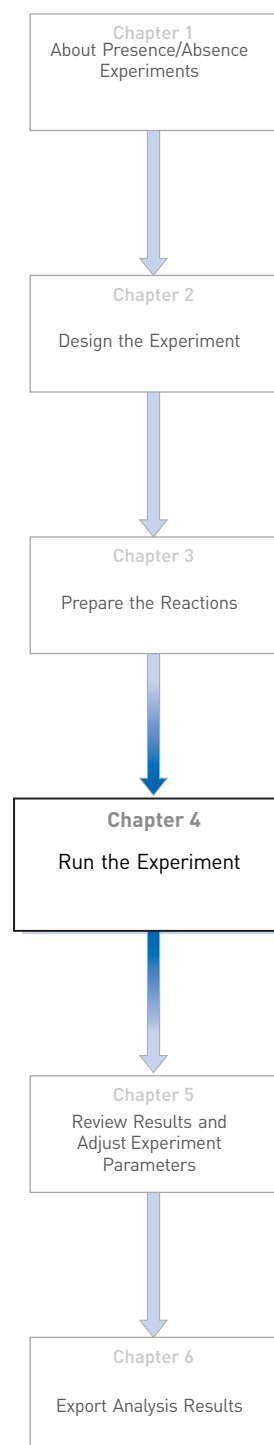 Chapter 1
About Presence/Absence
Experiments
Chapter 2
Design the Experiment
Chapter 3
Prepare the Reactions
Chapter 4
Run the Experiment
Chapter 5
Review Results and
Adjust Experiment
Parameters
Chapter 6
Export Analysis Results